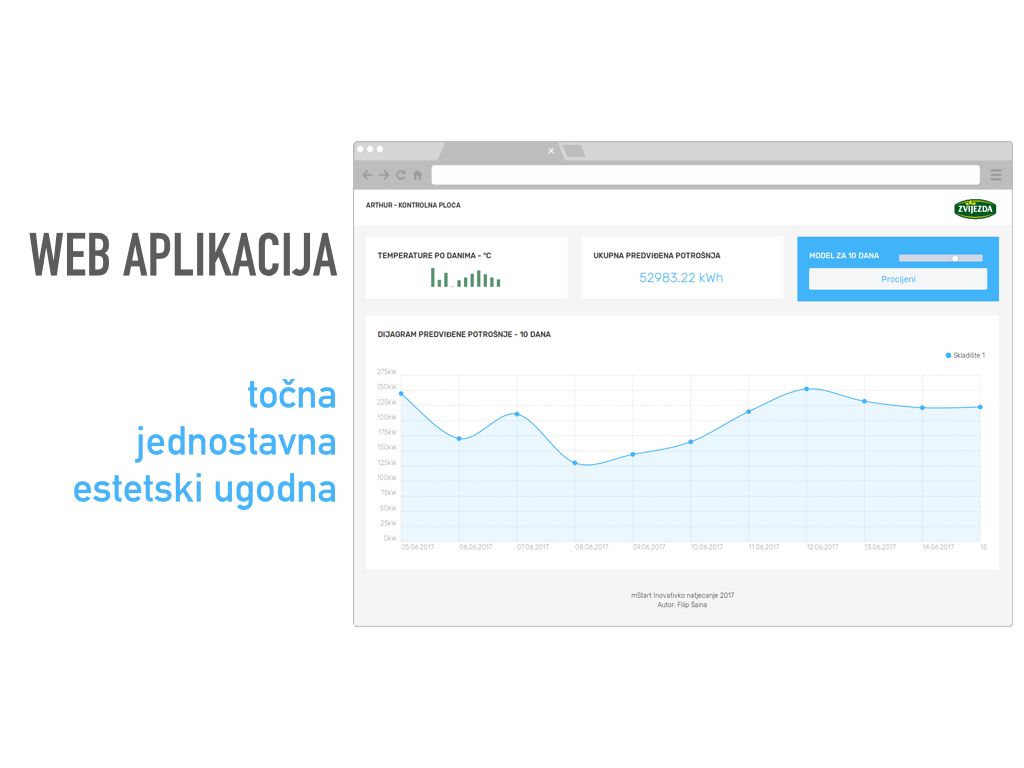 WEB APLIKACIJA
točna
jednostavna
estetski ugodna
ARTHUR - KONTROLNA PLOČA
ZVIJEZDA
TEMPERATURE PO DANIMA - °C
UKUPNA PREDVIĐENA POTROŠNJA
52983.22 kWh
MODEL ZA 10 DANA
Procijeni
DIJAGRAM PREDVIĐENE POTROŠNJE - 10 DANA
Skladište 1
275kW
250kW
225kW
200kW
175kW
150kW
125kW
100kW
75kW
50kW
25kW
0kW
05.06.2017 06.06.2017 07.06.2017 08.06.2017 09.06.2017 10.06.2017 11.06.2017 12.06.2017 13.06.2017 14.06.2017 15
mStart Inovativko natjecanje 2017
Autor: Filip Šaina